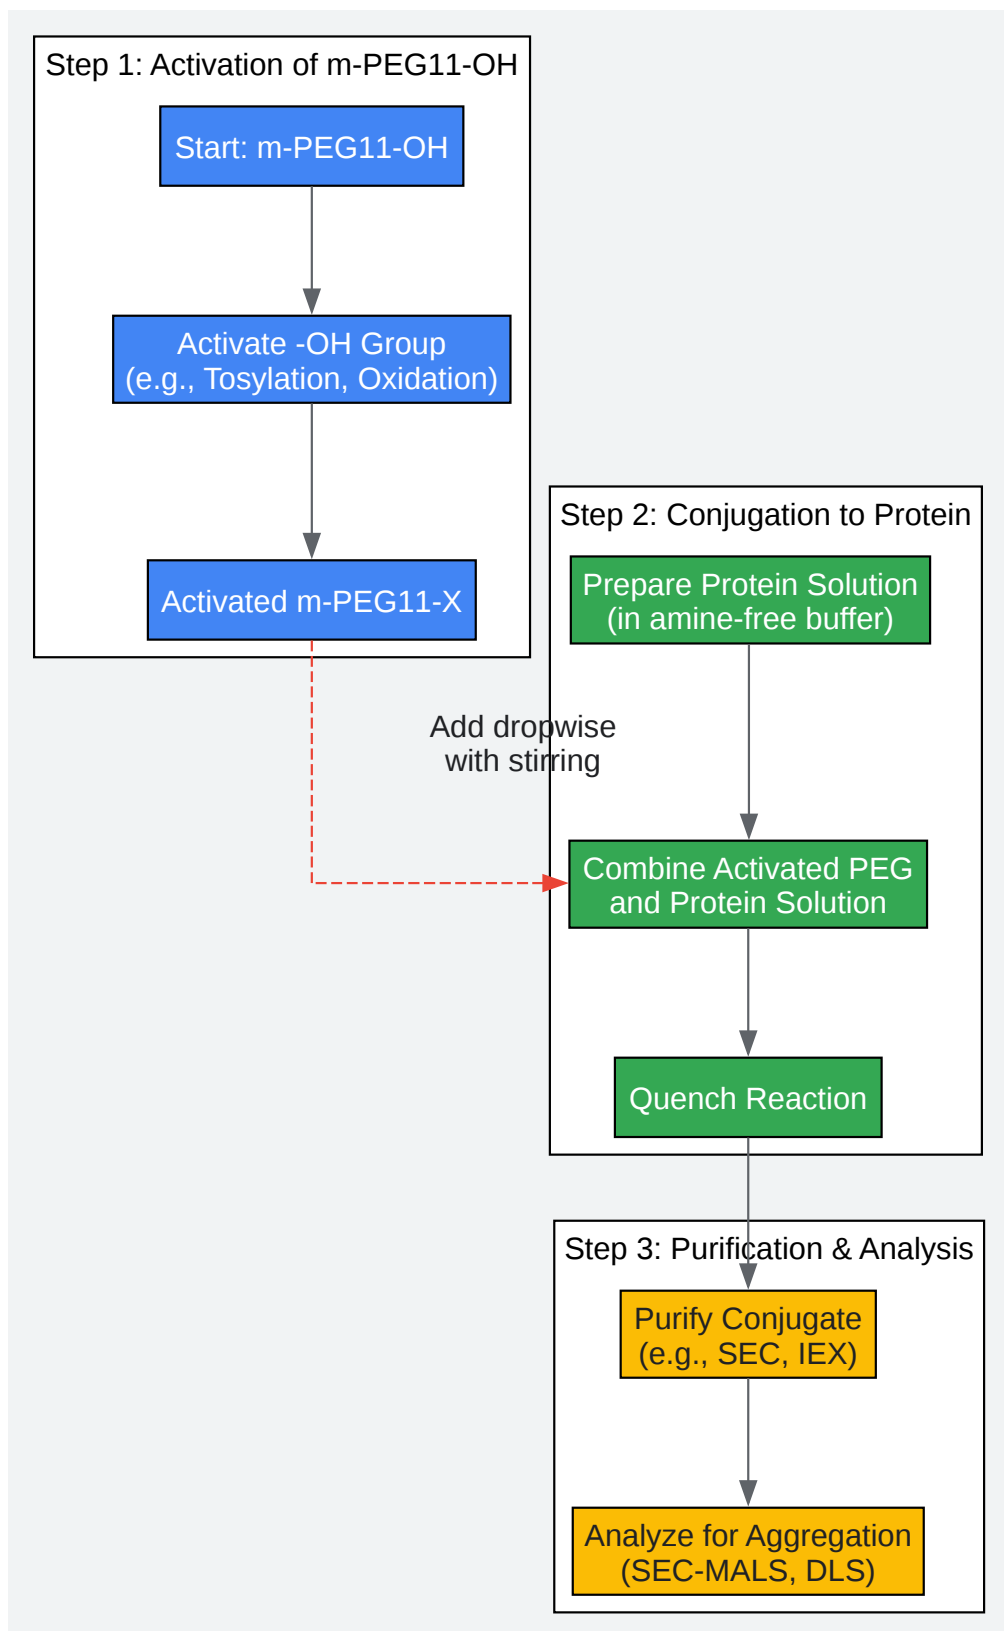 Step 1: Activation of m-PEG11-OH
Start: m-PEG11-OH
Activate -OH Group
(e.g., Tosylation, Oxidation)
Activated m-PEG11-X
Step 2: Conjugation to Protein
Prepare Protein Solution
(in amine-free buffer)
Add dropwise
with stirring
Combine Activated PEG
and Protein Solution
Quench Reaction
Step 3: Purification & Analysis
Purify Conjugate
(e.g., SEC, IEX)
Analyze for Aggregation
(SEC-MALS, DLS)